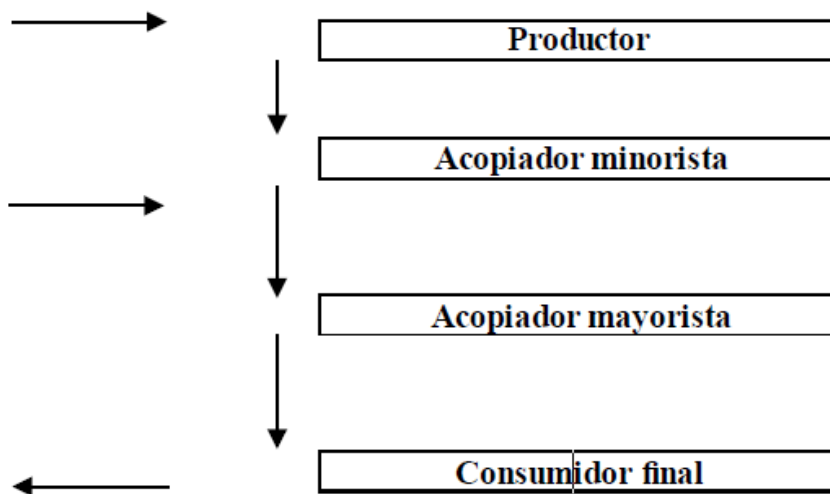 Productor
Acopiador minorista
Acopiador mayorista
Consumidor final